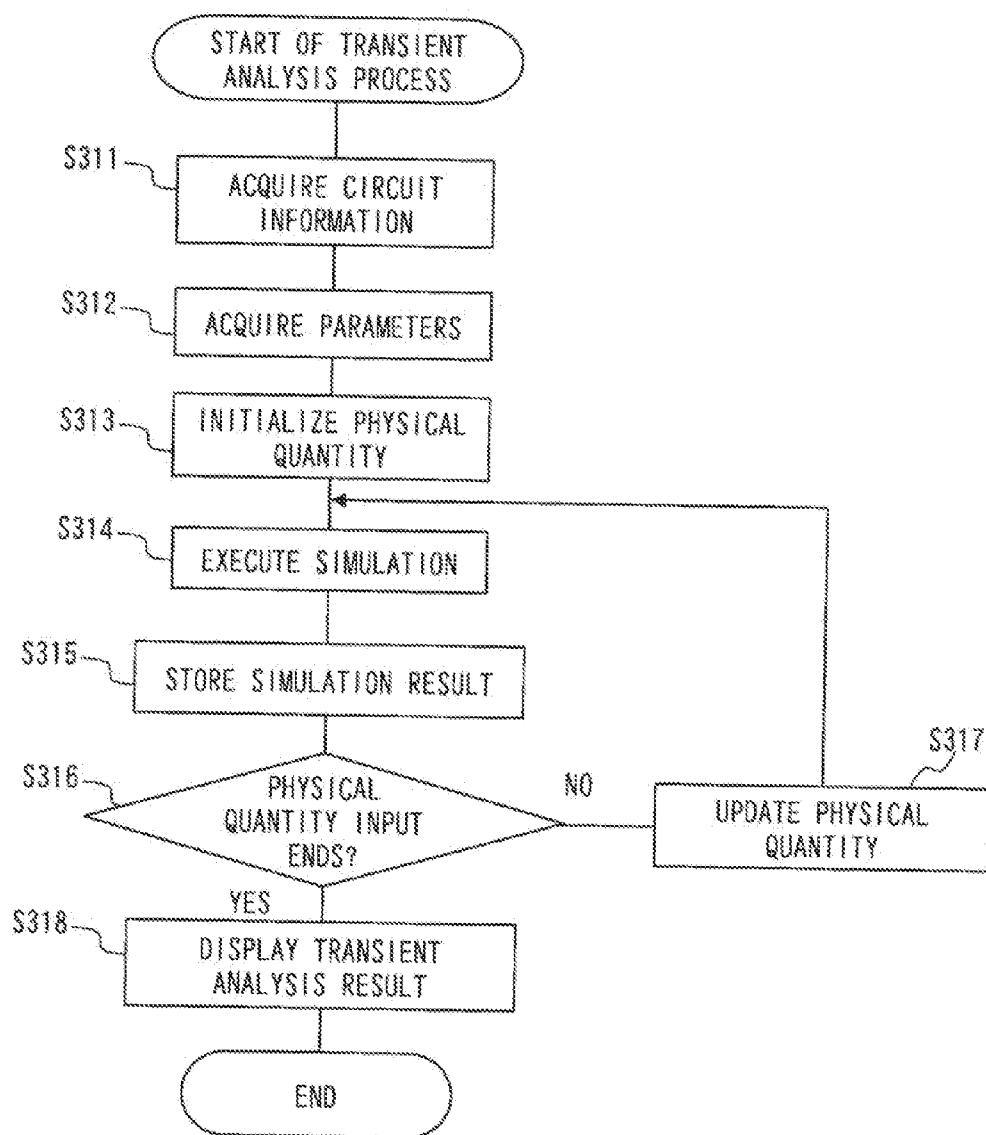 START OF TRANSIENT
ANALYSIS PROCESS
S311
ACQUIRE CIRCUIT
INFORMATION
S312
ACQUIRE PARAMETERS
S313
INITIALIZE PHYSICAL
QUANTITY
S314
EXECUTE SIMULATION
S315
STORE SIMULATION RESULT
S316
PHYSICAL
QUANTITY INPUT
ENDS?
NO
S317
UPDATE PHYSICAL
QUANTITY
YES
S318
DISPLAY TRANSIENT
ANALYSIS RESULT
END